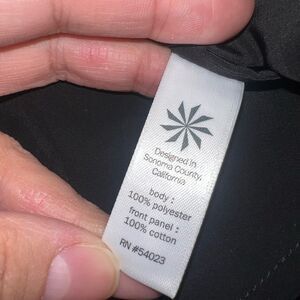 Designed in
Sonoma County,
California
body :
100% polyester
front panel :
100% cotton
RN #54023